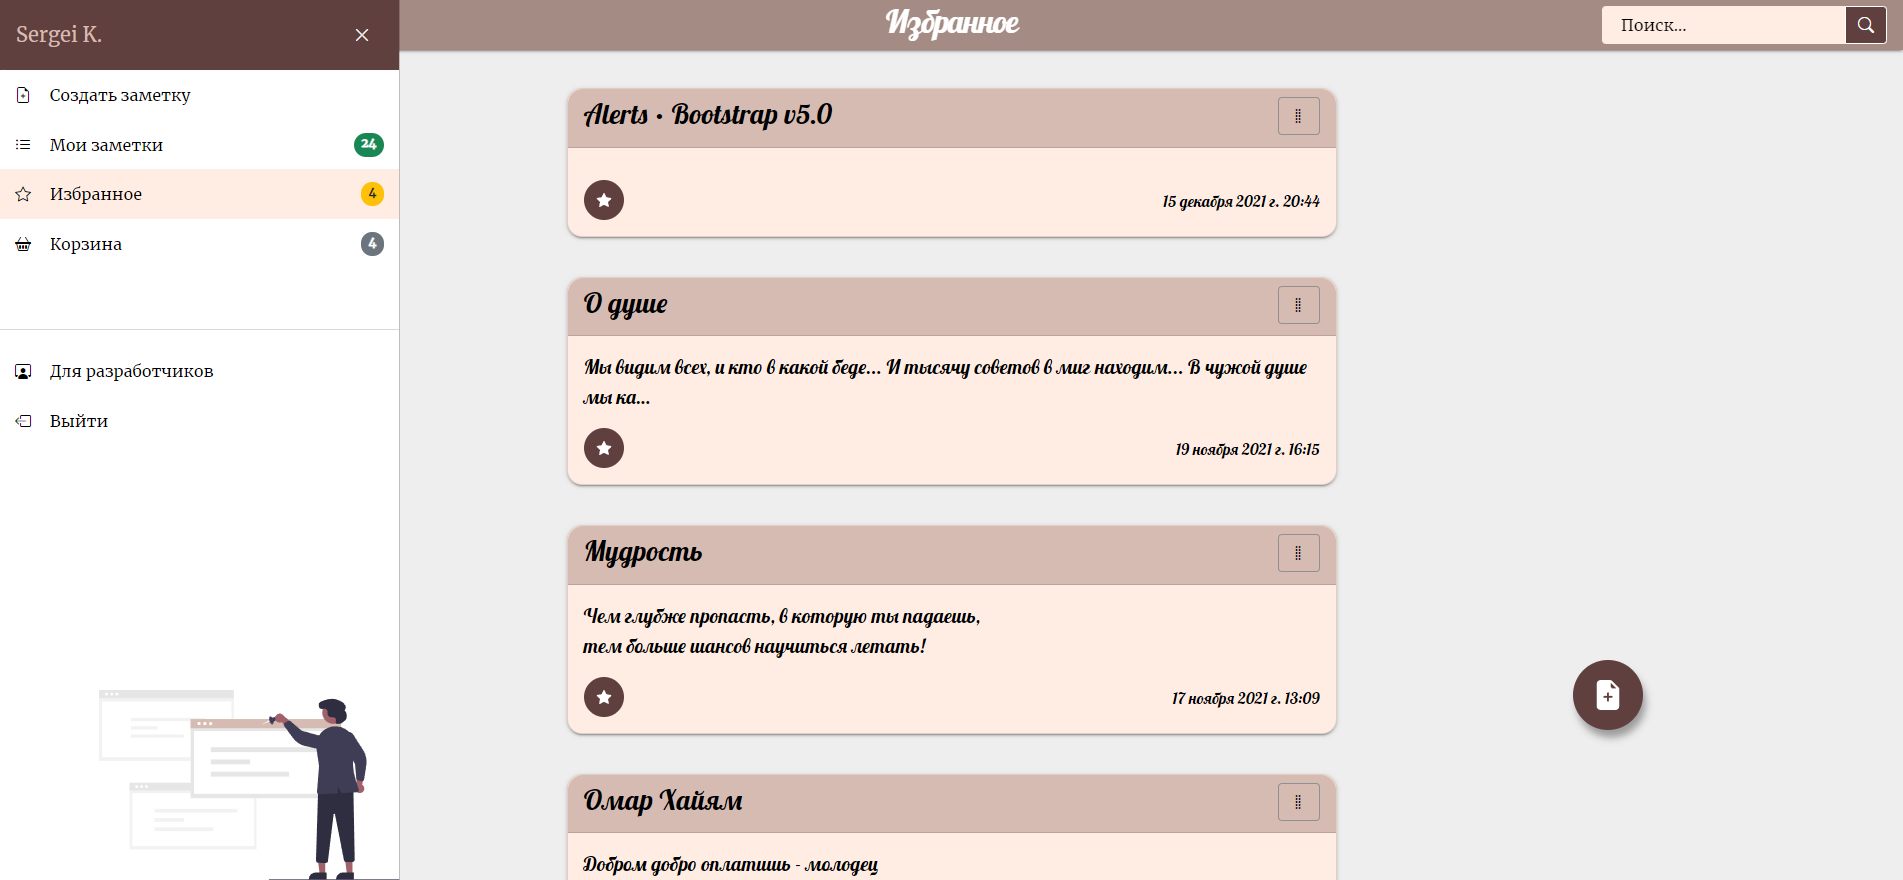 Sergei K.
Создать заметку
Мои заметки 24
Избранное 4
Корзина 4
Для разработчиков
Выйти
Избранное
Поиск...
Alerts · Bootstrap v5.0
15 декабря 2021 г. 20:44
О душе
Мы видим всех, и кто в какой беде... И тысячу советов в миг находим... В чужой душе
мы ка...
19 ноября 2021 г. 16:15
Мудрость
Чем глубже пропасть, в которую ты падаешь,
тем больше шансов научиться летать!
17 ноября 2021 г. 13:09
Омар Хайям
Добром добро оплатишь - молодец